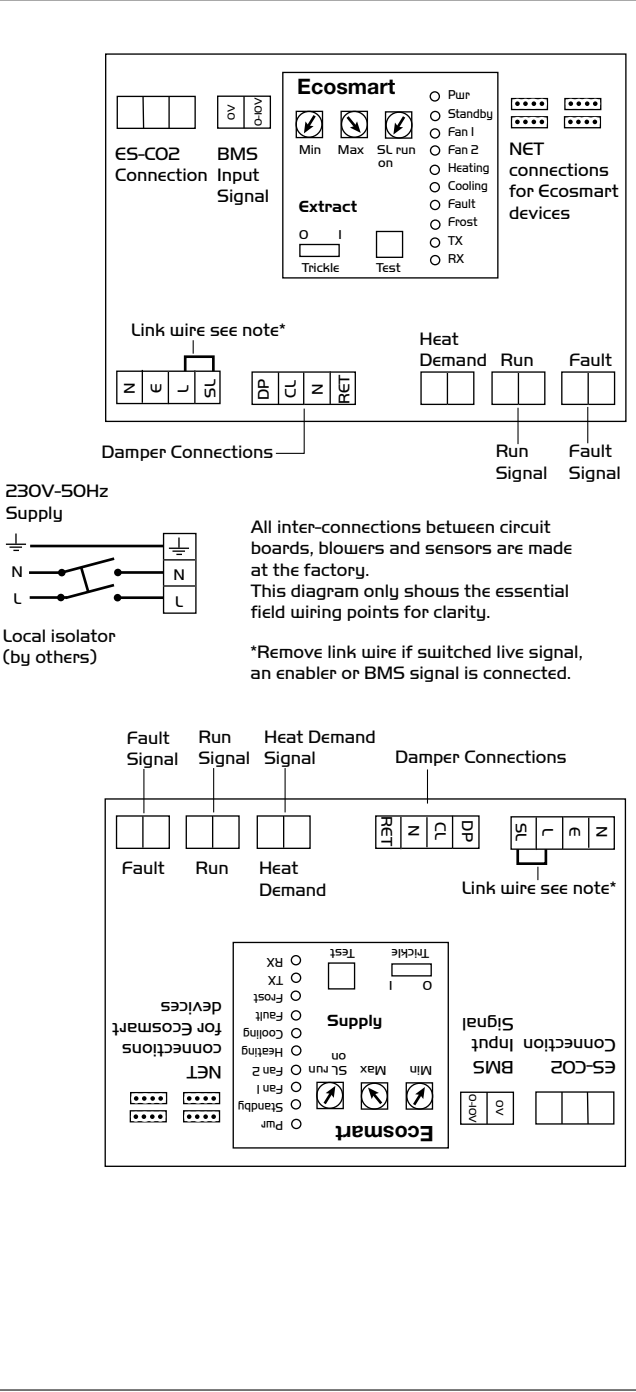 Ecosmart
Min
Max
SL run
on
Extract
O I
Trickle
Test
Pwr
Standby
Fan 1
Fan 2
Heating
Cooling
Fault
Frost
TX
RX
0V
0-10V
ES-CO2
Connection
BMS
Input
Signal
NET
connections
for Ecosmart
devices
Link wire see note*
N E L SL
DP CL N RET
Heat
Demand
Run
Fault
Damper Connections
Run
Signal
Fault
Signal
230V-50Hz
Supply
N
L
N
L
Local isolator
(by others)
All inter-connections between circuit
boards, blowers and sensors are made
at the factory.
This diagram only shows the essential
field wiring points for clarity.
*Remove link wire if switched live signal,
an enabler or BMS signal is connected.
Fault
Signal
Run
Signal
Heat Demand
Signal
Damper Connections
Fault
Run
Heat
Demand
RET N CL DP
SL L E N
Link wire see note*
Ecosmart
Min
Max
SL run
on
Supply
O I
Trickle
Test
Pwr
Standby
Fan 1
Fan 2
Heating
Cooling
Fault
Frost
TX
RX
NET
connections
for Ecosmart
devices
0V
0-10V
BMS
Input
Signal
ES-CO2
Connection